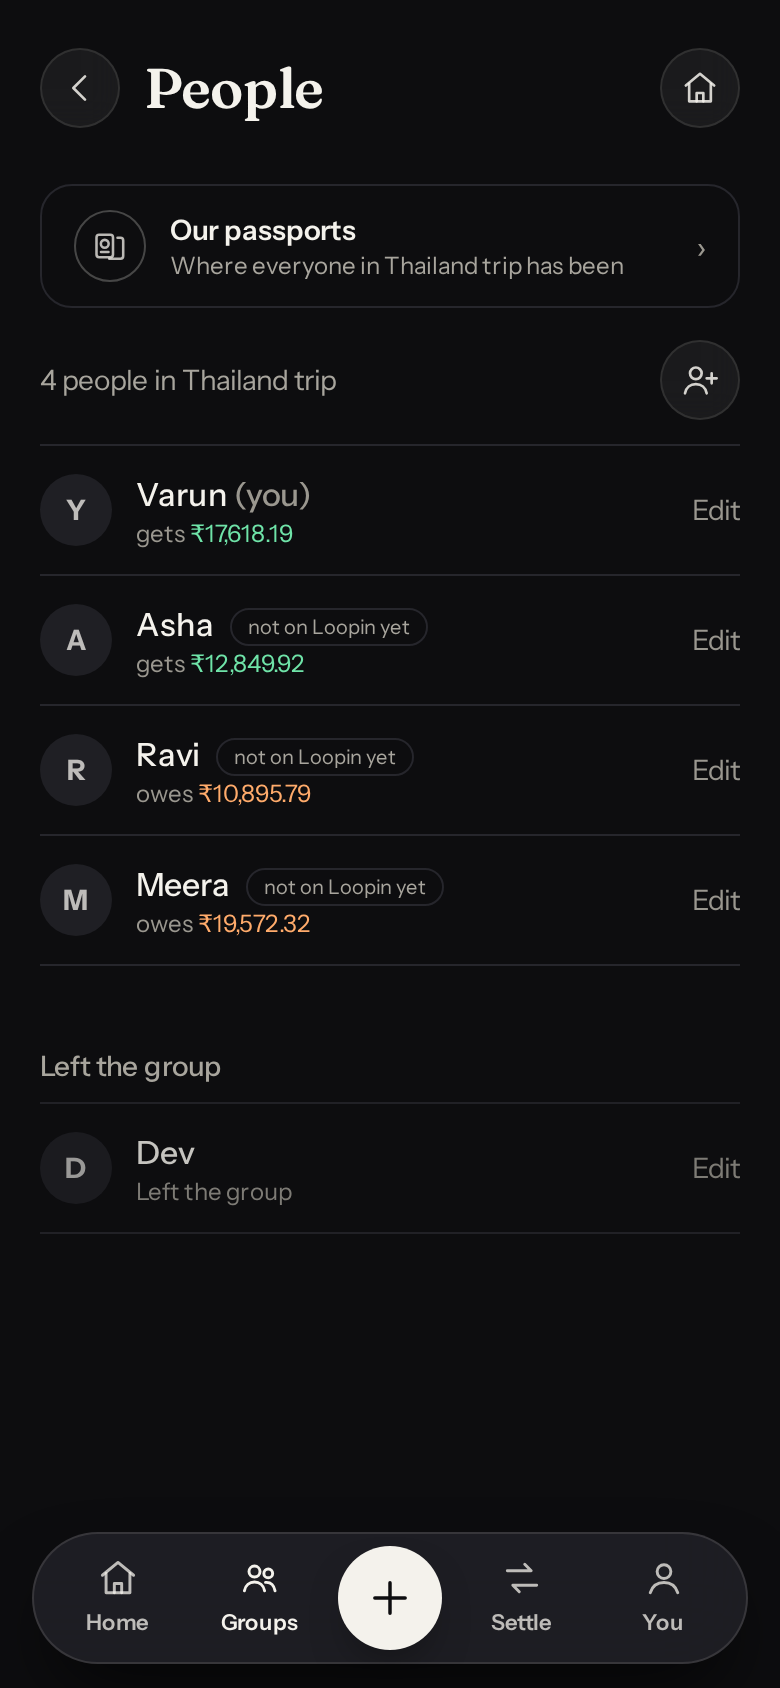 People
Our passports
Where everyone in Thailand trip has been
›
4 people in Thailand trip
Y
Varun (you)
gets ₹17,618.19
Edit
A
Asha
not on Loopin yet
gets ₹12,849.92
Edit
R
Ravi
not on Loopin yet
owes ₹10,895.79
Edit
M
Meera
not on Loopin yet
owes ₹19,572.32
Edit
Left the group
D
Dev
Left the group
Edit
Home
Groups
Settle
You